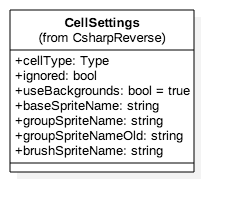 CellSettings
(from CsharpReverse)
+cellType: Type
+ignored: bool
+useBackgrounds: bool = true
+baseSpriteName: string
+groupSpriteName: string
+groupSpriteNameOld: string
+brushSpriteName: string